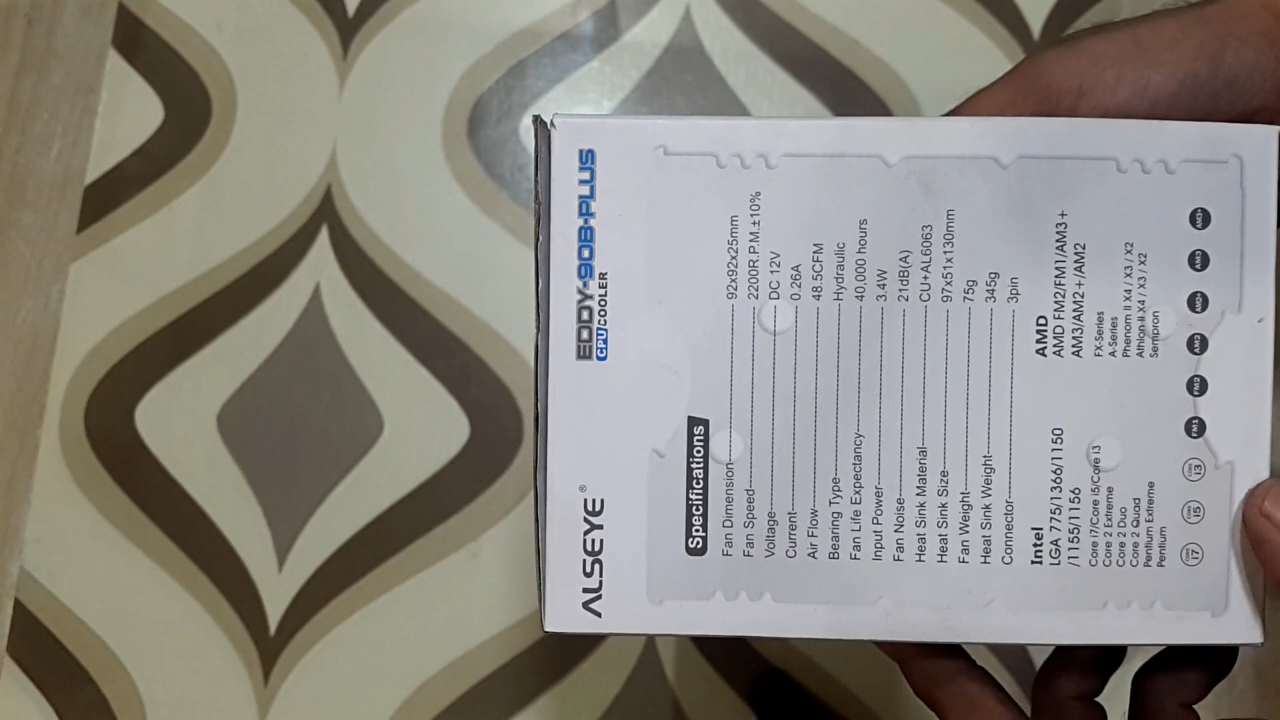 ALSEYE ®
EDDY-90B-PLUS
CPU COOLER
Specifications
Fan Dimension 92x92x25mm
Fan Speed 2200R.P.M.±10%
Voltage DC 12V
Current 0.26A
Air Flow 48.5CFM
Bearing Type Hydraulic
Fan Life Expectancy 40,000 hours
Input Power 3.4W
Fan Noise 21dB(A)
Heat Sink Material CU+AL6063
Heat Sink Size 97x51x130mm
Fan Weight 75g
Heat Sink Weight 345g
Connector 3pin
Intel
LGA 775/1366/1150
/1155/1156
Core i7/Core i5/Core i3
Core 2 Extreme
Core 2 Duo
Core 2 Quad
Pentium Extreme
Pentium
AMD
AMD FM2/FM1/AM3+
AM3/AM2+/AM2
FX-Series
A-Series
Phenom II X4 / X3 / X2
Athlon II X4 / X3 / X2
Sempron
CORE i7 CORE i5 CORE i3 FM1 FM2 AM2 AM2+ AM3 AM3+